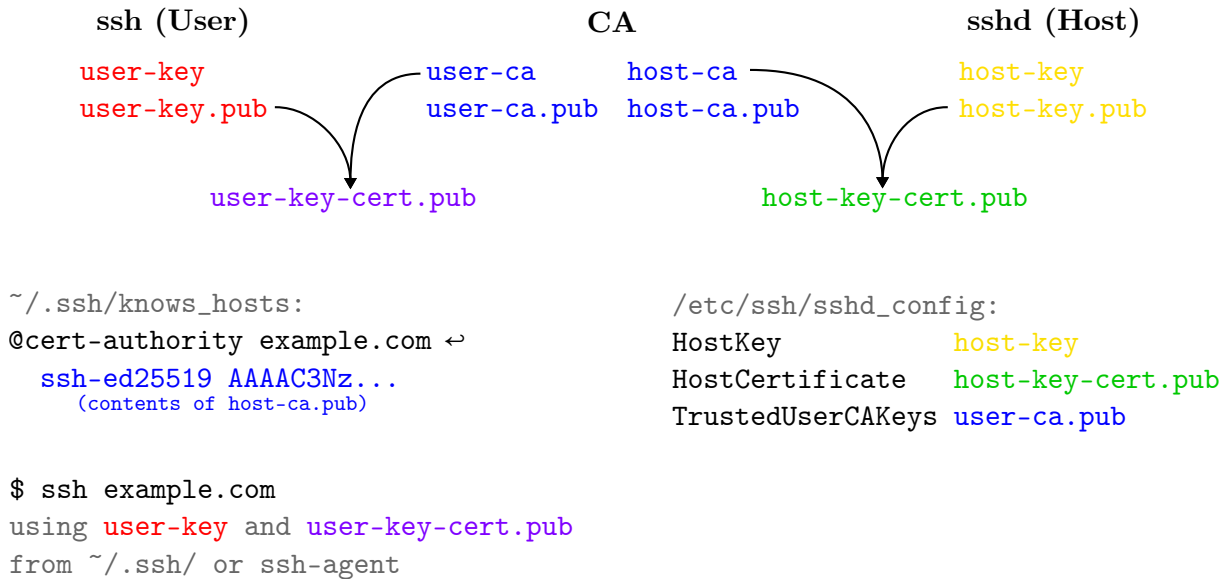 ssh (User) CA sshd (Host)
user-key user-ca host-ca host-key
user-key.pub user-ca.pub host-ca.pub host-key.pub
user-key-cert.pub host-key-cert.pub
~/.ssh/knows_hosts:
@cert-authority example.com ↩
ssh-ed25519 AAAAC3Nz...
(contents of host-ca.pub)
/etc/ssh/sshd_config:
HostKey host-key
HostCertificate host-key-cert.pub
TrustedUserCAKeys user-ca.pub
$ ssh example.com
using user-key and user-key-cert.pub
from ~/.ssh/ or ssh-agent